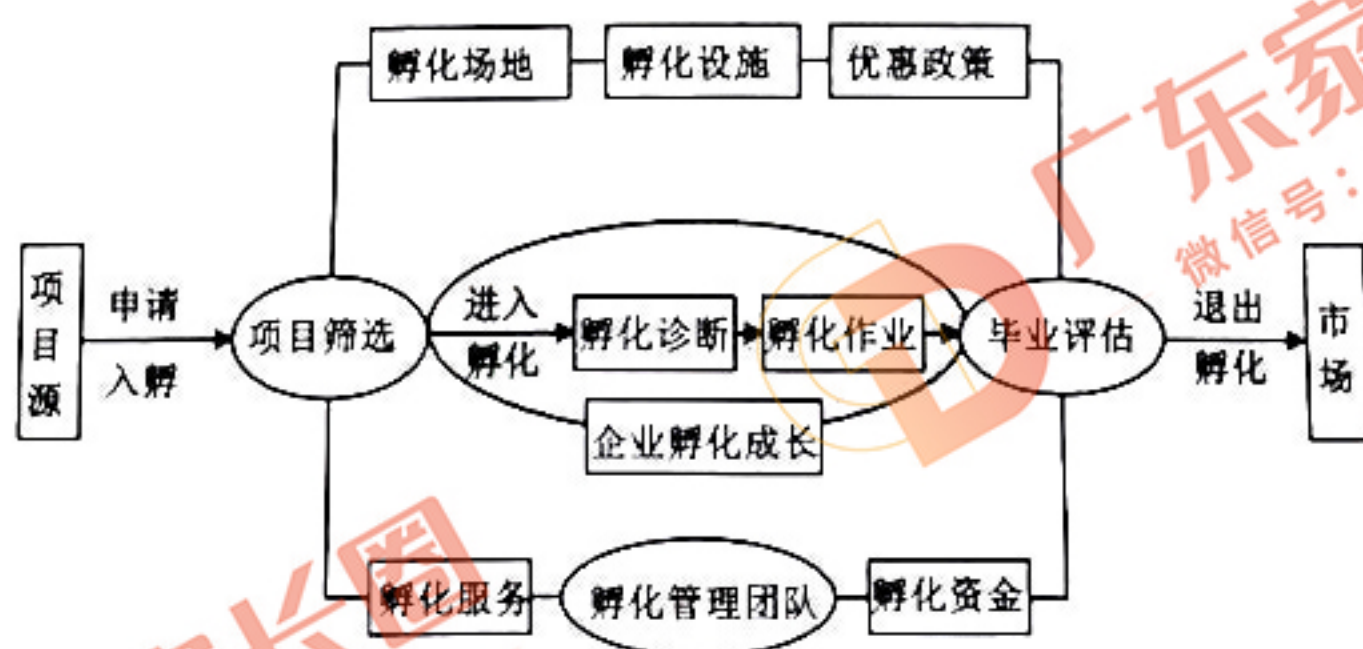 孵化场地
孵化设施
优惠政策
项目源
申请
入孵
项目筛选
进入
孵化
孵化诊断
孵化作业
毕业评估
退出
孵化
市场
企业孵化成长
孵化服务
孵化管理团队
孵化资金
广东家
微信号:
长圈